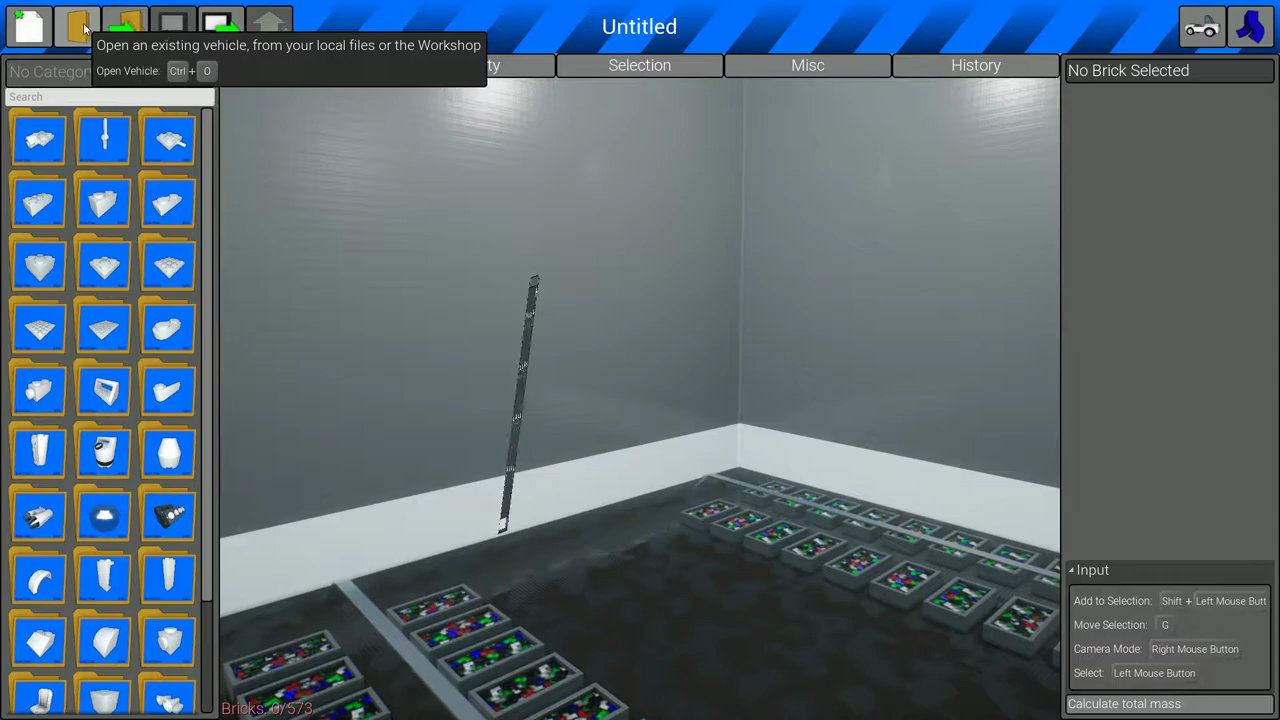 Untitled
Open an existing vehicle, from your local files or the Workshop
Open Vehicle: Ctrl + O
No Catego
ty
Selection
Misc
History
No Brick Selected
Search
Input
Add to Selection: Shift + Left Mouse Butt
Move Selection: G
Camera Mode: Right Mouse Button
Select: Left Mouse Button
Calculate total mass
Bricks: 0/573